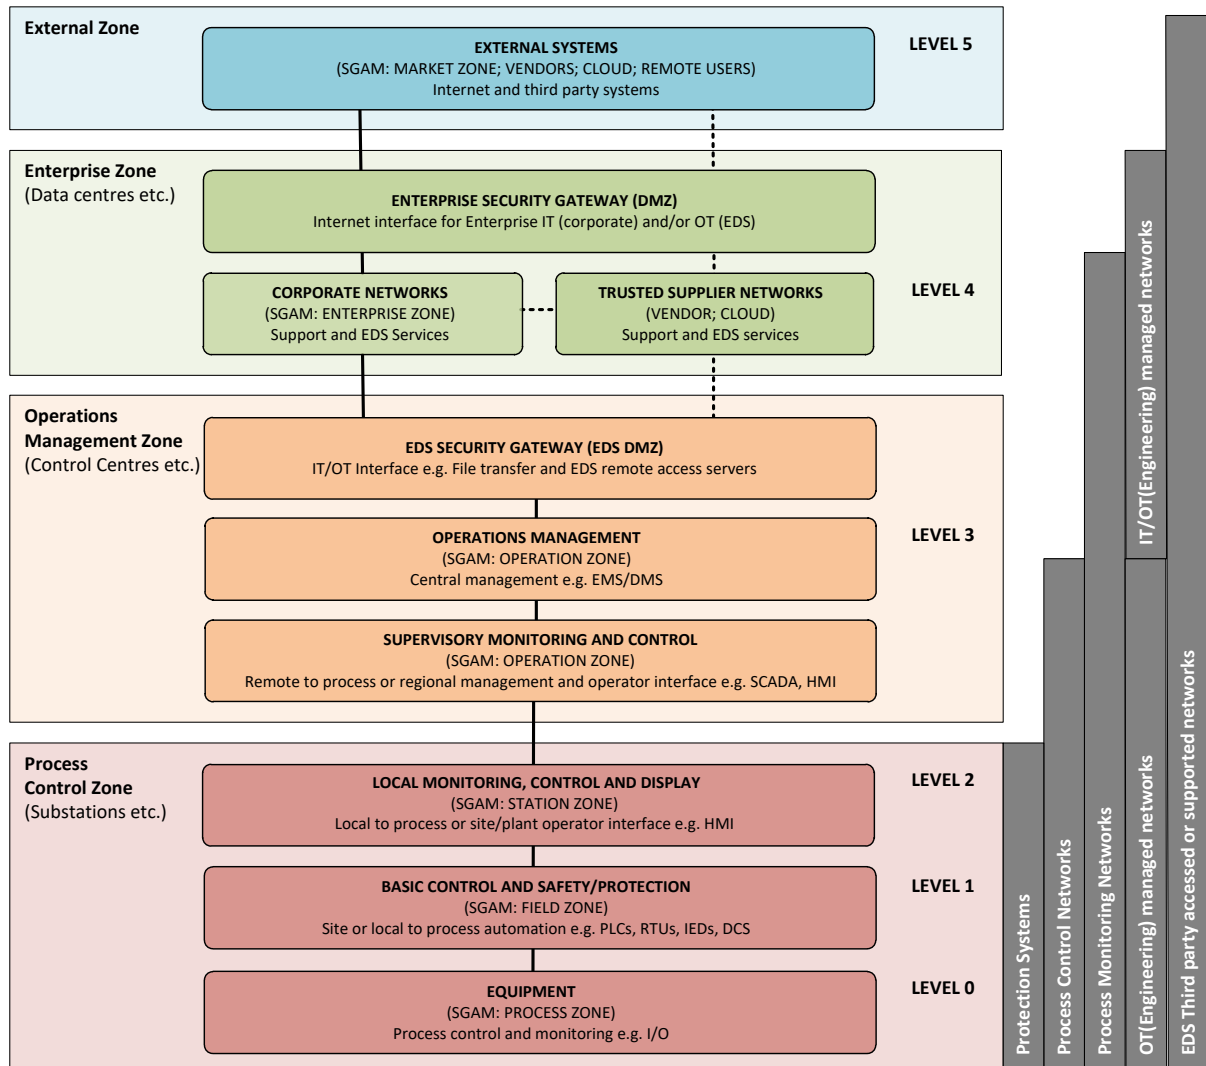 External Zone
EXTERNAL SYSTEMS
(SGAM: MARKET ZONE; VENDORS; CLOUD; REMOTE USERS)
Internet and third party systems
LEVEL 5
Enterprise Zone
(Data centres etc.)
ENTERPRISE SECURITY GATEWAY (DMZ)
Internet interface for Enterprise IT (corporate) and/or OT (EDS)
CORPORATE NETWORKS
(SGAM: ENTERPRISE ZONE)
Support and EDS Services
TRUSTED SUPPLIER NETWORKS
(VENDOR; CLOUD)
Support and EDS services
LEVEL 4
Operations
Management Zone
(Control Centres etc.)
EDS SECURITY GATEWAY (EDS DMZ)
IT/OT Interface e.g. File transfer and EDS remote access servers
OPERATIONS MANAGEMENT
(SGAM: OPERATION ZONE)
Central management e.g. EMS/DMS
LEVEL 3
SUPERVISORY MONITORING AND CONTROL
(SGAM: OPERATION ZONE)
Remote to process or regional management and operator interface e.g. SCADA, HMI
Process
Control Zone
(Substations etc.)
LOCAL MONITORING, CONTROL AND DISPLAY
(SGAM: STATION ZONE)
Local to process or site/plant operator interface e.g. HMI
LEVEL 2
BASIC CONTROL AND SAFETY/PROTECTION
(SGAM: FIELD ZONE)
Site or local to process automation e.g. PLCs, RTUs, IEDs, DCS
LEVEL 1
EQUIPMENT
(SGAM: PROCESS ZONE)
Process control and monitoring e.g. I/O
LEVEL 0
Protection Systems
Process Control Networks
Process Monitoring Networks
IT/OT(Engineering) managed networks
OT(Engineering) managed networks
EDS Third party accessed or supported networks